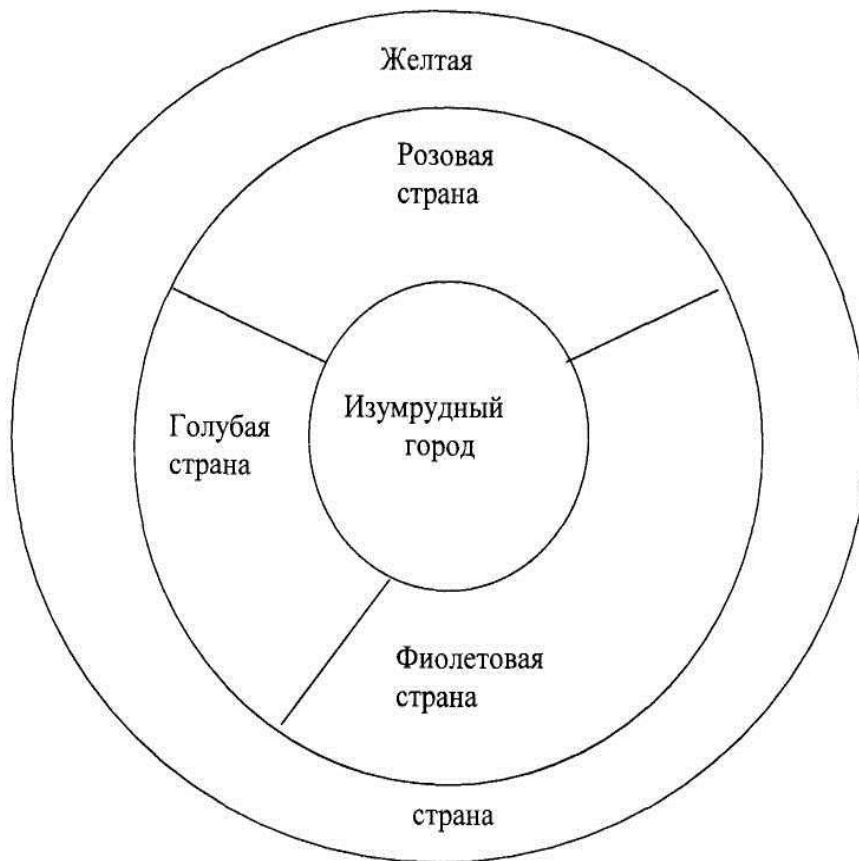 Желтая
Розовая
страна
Голубая
страна
Изумрудный
город
Фиолетовая
страна
страна